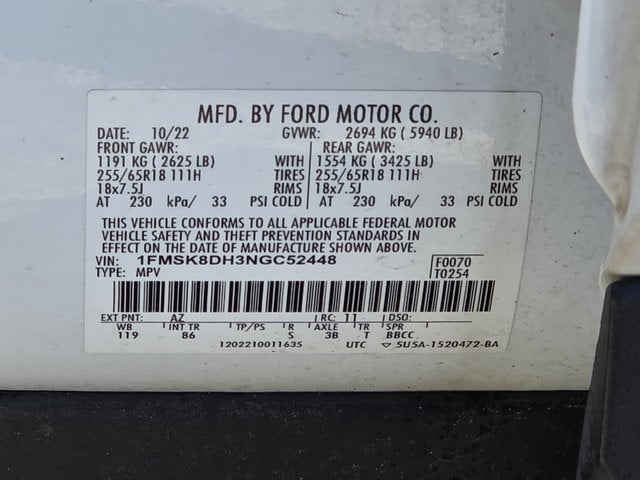 MFD. BY FORD MOTOR CO.
DATE: 10/22 GVWR: 2694 KG ( 5940 LB)
FRONT GAWR: REAR GAWR:
1191 KG ( 2625 LB) WITH 1554 KG ( 3425 LB) WITH
255/65R18 111H TIRES 255/65R18 111H TIRES
18x7.5J RIMS 18x7.5J RIMS
AT 230 kPa/ 33 PSI COLD AT 230 kPa/ 33 PSI COLD
THIS VEHICLE CONFORMS TO ALL APPLICABLE FEDERAL MOTOR
VEHICLE SAFETY AND THEFT PREVENTION STANDARDS IN
EFFECT ON THE DATE OF MANUFACTURE SHOWN ABOVE.
VIN: 1FMSK8DH3NGC52448 F0070
TYPE: MPV T0254
EXT PNT: AZ RC: 11 DSO:
WB INT TR TP/PS R AXLE TR SPR
119 86 S 3B T BBCC
1202210011635 UTC ▽ 5U5A-1520472-BA